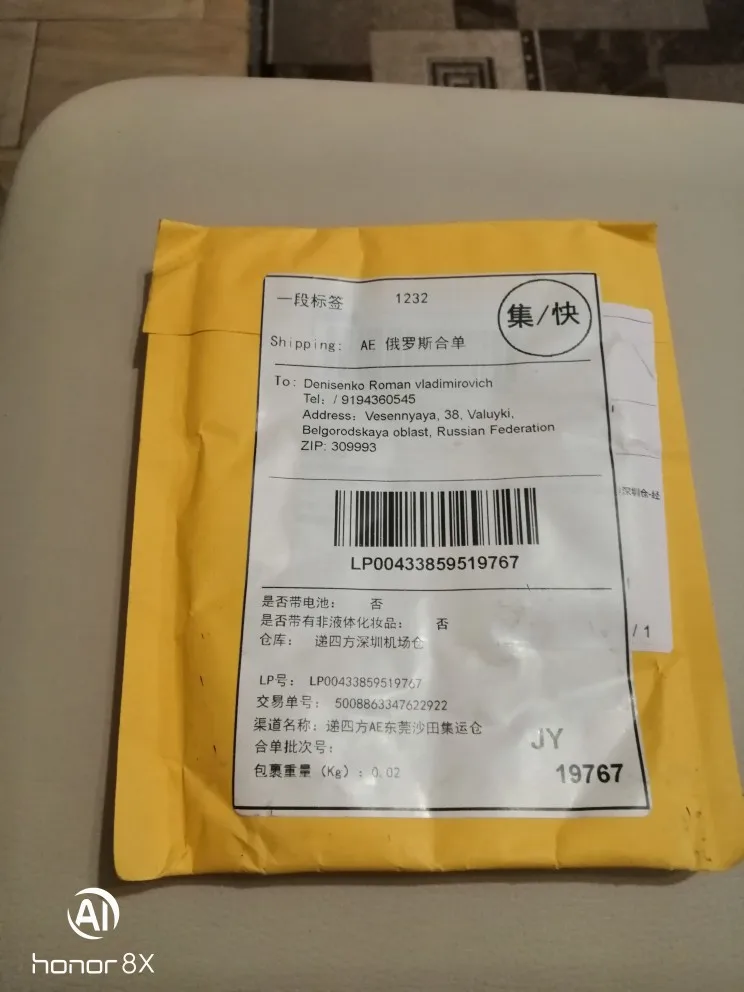 一段标签 1232
集/快
Shipping: AE 俄罗斯合单
To: Denisenko Roman vladimirovich
Tel: / 9194360545
Address: Vesennyaya, 38, Valuyki,
Belgorodskaya oblast, Russian Federation
ZIP: 309993
深圳仓-经
LP00433859519767
是否带电池: 否
是否带有非液体化妆品: 否
仓库: 递四方深圳机场仓
/ 1
LP号: LP00433859519767
交易单号: 5008863347622922
渠道名称: 递四方AE东莞沙田集运仓
合单批次号:
JY
包裹重量 (Kg) : 0.02
19767
AI
honor 8X